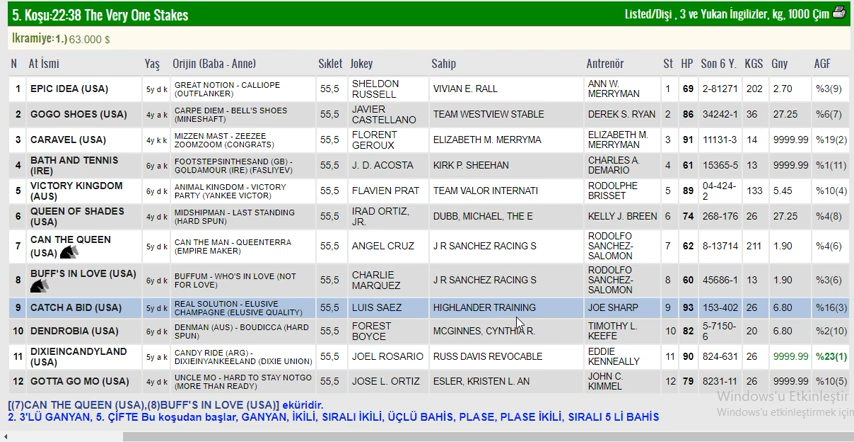 5. Koşu:22:38 The Very One Stakes Listed/Dişi , 3 ve Yukarı İngilizler, kg, 1000 Çim
Ikramiye:1.) 63.000 $
N At İsmi Yaş Orijin (Baba - Anne) Sıklet Jokey Sahip Antrenör St HP Son 6 Y. KGS Gny AGF
1 EPIC IDEA (USA) 5y d k GREAT NOTION - CALLIOPE (OUTFLANKER) 55,5 SHELDON RUSSELL VIVIAN E. RALL ANN W. MERRYMAN 1 69 2-81271 202 2.70 %3(9)
2 GOGO SHOES (USA) 4y a k CARPE DIEM - BELL'S SHOES (MINESHAFT) 55,5 JAVIER CASTELLANO TEAM WESTVIEW STABLE DEREK S. RYAN 2 86 34242-1 36 27.25 %6(7)
3 CARAVEL (USA) 4y k k MIZZEN MAST - ZEEZEE ZOOMZOOM (CONGRATS) 55,5 FLORENT GEROUX ELIZABETH M. MERRYMA ELIZABETH M. MERRYMAN 3 91 11131-3 14 9999.99 %19(2)
4 BATH AND TENNIS (IRE) 6y a k FOOTSTEPSINTHESAND (GB) - GOLDAMOUR (IRE) (FASLIYEV) 55,5 J. D. ACOSTA KIRK P. SHEEHAN CHARLES A. DEMARIO 4 61 15365-5 13 9999.99 %1(11)
5 VICTORY KINGDOM (AUS) 6y d k ANIMAL KINGDOM - VICTORY PARTY (YANKEE VICTOR) 55,5 FLAVIEN PRAT TEAM VALOR INTERNATI RODOLPHE BRISSET 5 89 04-424-2 133 5.45 %10(4)
6 QUEEN OF SHADES (USA) 4y d k MIDSHIPMAN - LAST STANDING (HARD SPUN) 55,5 IRAD ORTIZ, JR. DUBB, MICHAEL, THE E KELLY J. BREEN 6 74 268-176 26 27.25 %4(8)
7 CAN THE QUEEN (USA) 5y d k CAN THE MAN - QUEENTERRA (EMPIRE MAKER) 55,5 ANGEL CRUZ J R SANCHEZ RACING S RODOLFO SANCHEZ-SALOMON 7 62 8-13714 211 1.90 %4(6)
8 BUFF'S IN LOVE (USA) 6y d k BUFFUM - WHO'S IN LOVE (NOT FOR LOVE) 55,5 CHARLIE MARQUEZ J R SANCHEZ RACING S RODOLFO SANCHEZ-SALOMON 8 60 45686-1 13 1.90 %3(6)
9 CATCH A BID (USA) 5y d k REAL SOLUTION - ELUSIVE CHAMPAGNE (ELUSIVE QUALITY) 55,5 LUIS SAEZ HIGHLANDER TRAINING JOE SHARP 9 93 153-402 26 6.80 %16(3)
10 DENDROBIA (USA) 6y d k DENMAN (AUS) - BOUDICCA (HARD SPUN) 55,5 FOREST BOYCE MCGINNES, CYNTHIA R. TIMOTHY L. KEEFE 10 82 5-7150-6 20 6.80 %2(10)
11 DIXIEINCANDYLAND (USA) 5y a k CANDY RIDE (ARG) - DIXIEINYANKEELAND (DIXIE UNION) 55,5 JOEL ROSARIO RUSS DAVIS REVOCABLE EDDIE KENNEALLY 11 90 824-631 26 9999.99 %23(1)
12 GOTTA GO MO (USA) 4y d k UNCLE MO - HARD TO STAY NOTGO (MORE THAN READY) 55,5 JOSE L. ORTIZ ESLER, KRISTEN L. AN JOHN C. KIMMEL 12 79 8231-11 26 9999.99 %10(5)
[(7)CAN THE QUEEN (USA),(8)BUFF'S IN LOVE (USA)] eküridir.
2. 3'LÜ GANYAN, 5. ÇİFTE Bu koşudan başlar, GANYAN, İKİLİ, SIRALI İKİLİ, ÜÇLÜ BAHİS, PLASE, PLASE İKİLİ, SIRALI 5 Lİ BAHİS
Windows'u Etkinleştir
Windows'u etkinleştirmek için